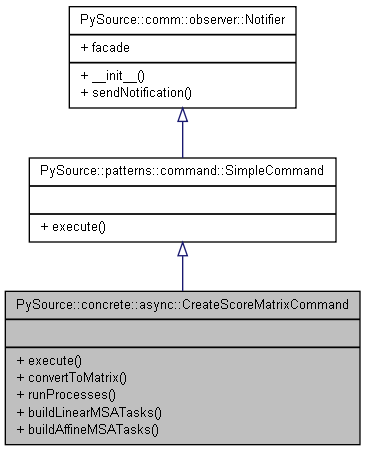 PySource::comm::observer::Notifier
+ facade
+ __init__()
+ sendNotification()
PySource::patterns::command::SimpleCommand
+ execute()
PySource::concrete::async::CreateScoreMatrixCommand
+ execute()
+ convertToMatrix()
+ runProcesses()
+ buildLinearMSATasks()
+ buildAffineMSATasks()